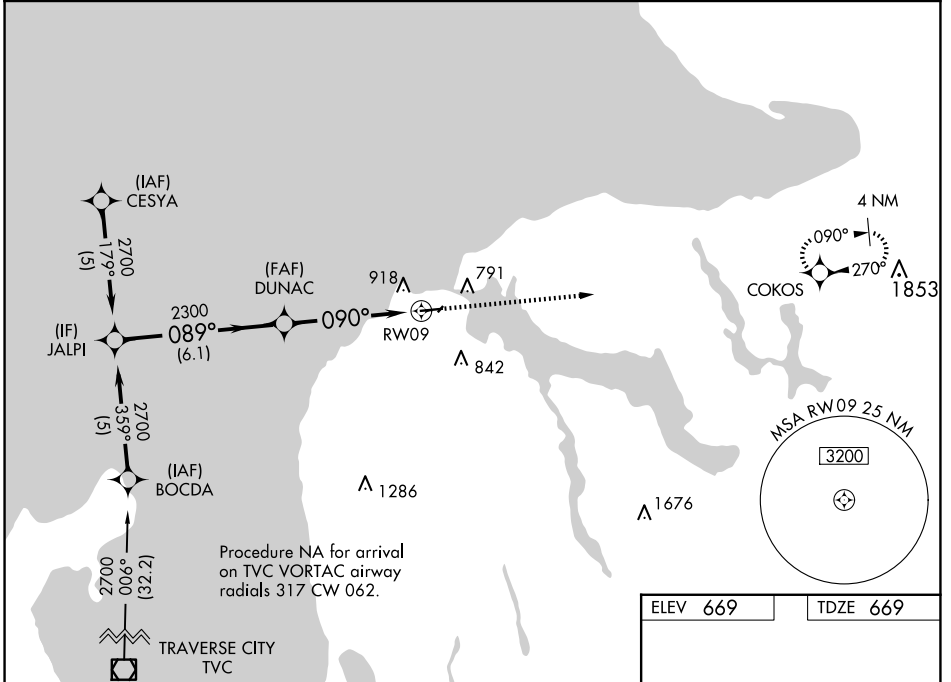 (IAF)
CESYA
4 NM
2700
179°
(5)
090°
270°
(FAF)
DUNAC
918
791
COKOS
1853
2300
089°
(6.1)
090°
(IF)
JALPI
RW09
842
2700
359°
(5)
MSA RW09 25 NM
3200
(IAF)
BOCDA
1286
1676
2700
006°
(32.2)
Procedure NA for arrival
on TVC VORTAC airway
radials 317 CW 062.
ELEV 669
TDZE 669
TRAVERSE CITY
TVC